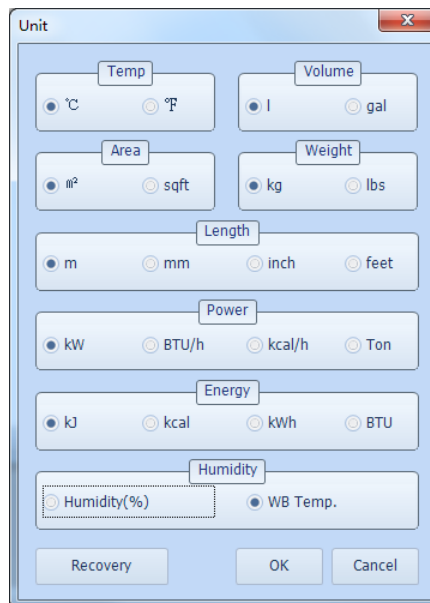 Unit
Temp Volume
℃ ℉ l gal
Area Weight
m² sqft kg lbs
Length
m mm inch feet
Power
kW BTU/h kcal/h Ton
Energy
kJ kcal kWh BTU
Humidity
Humidity(%) WB Temp.
Recovery OK Cancel